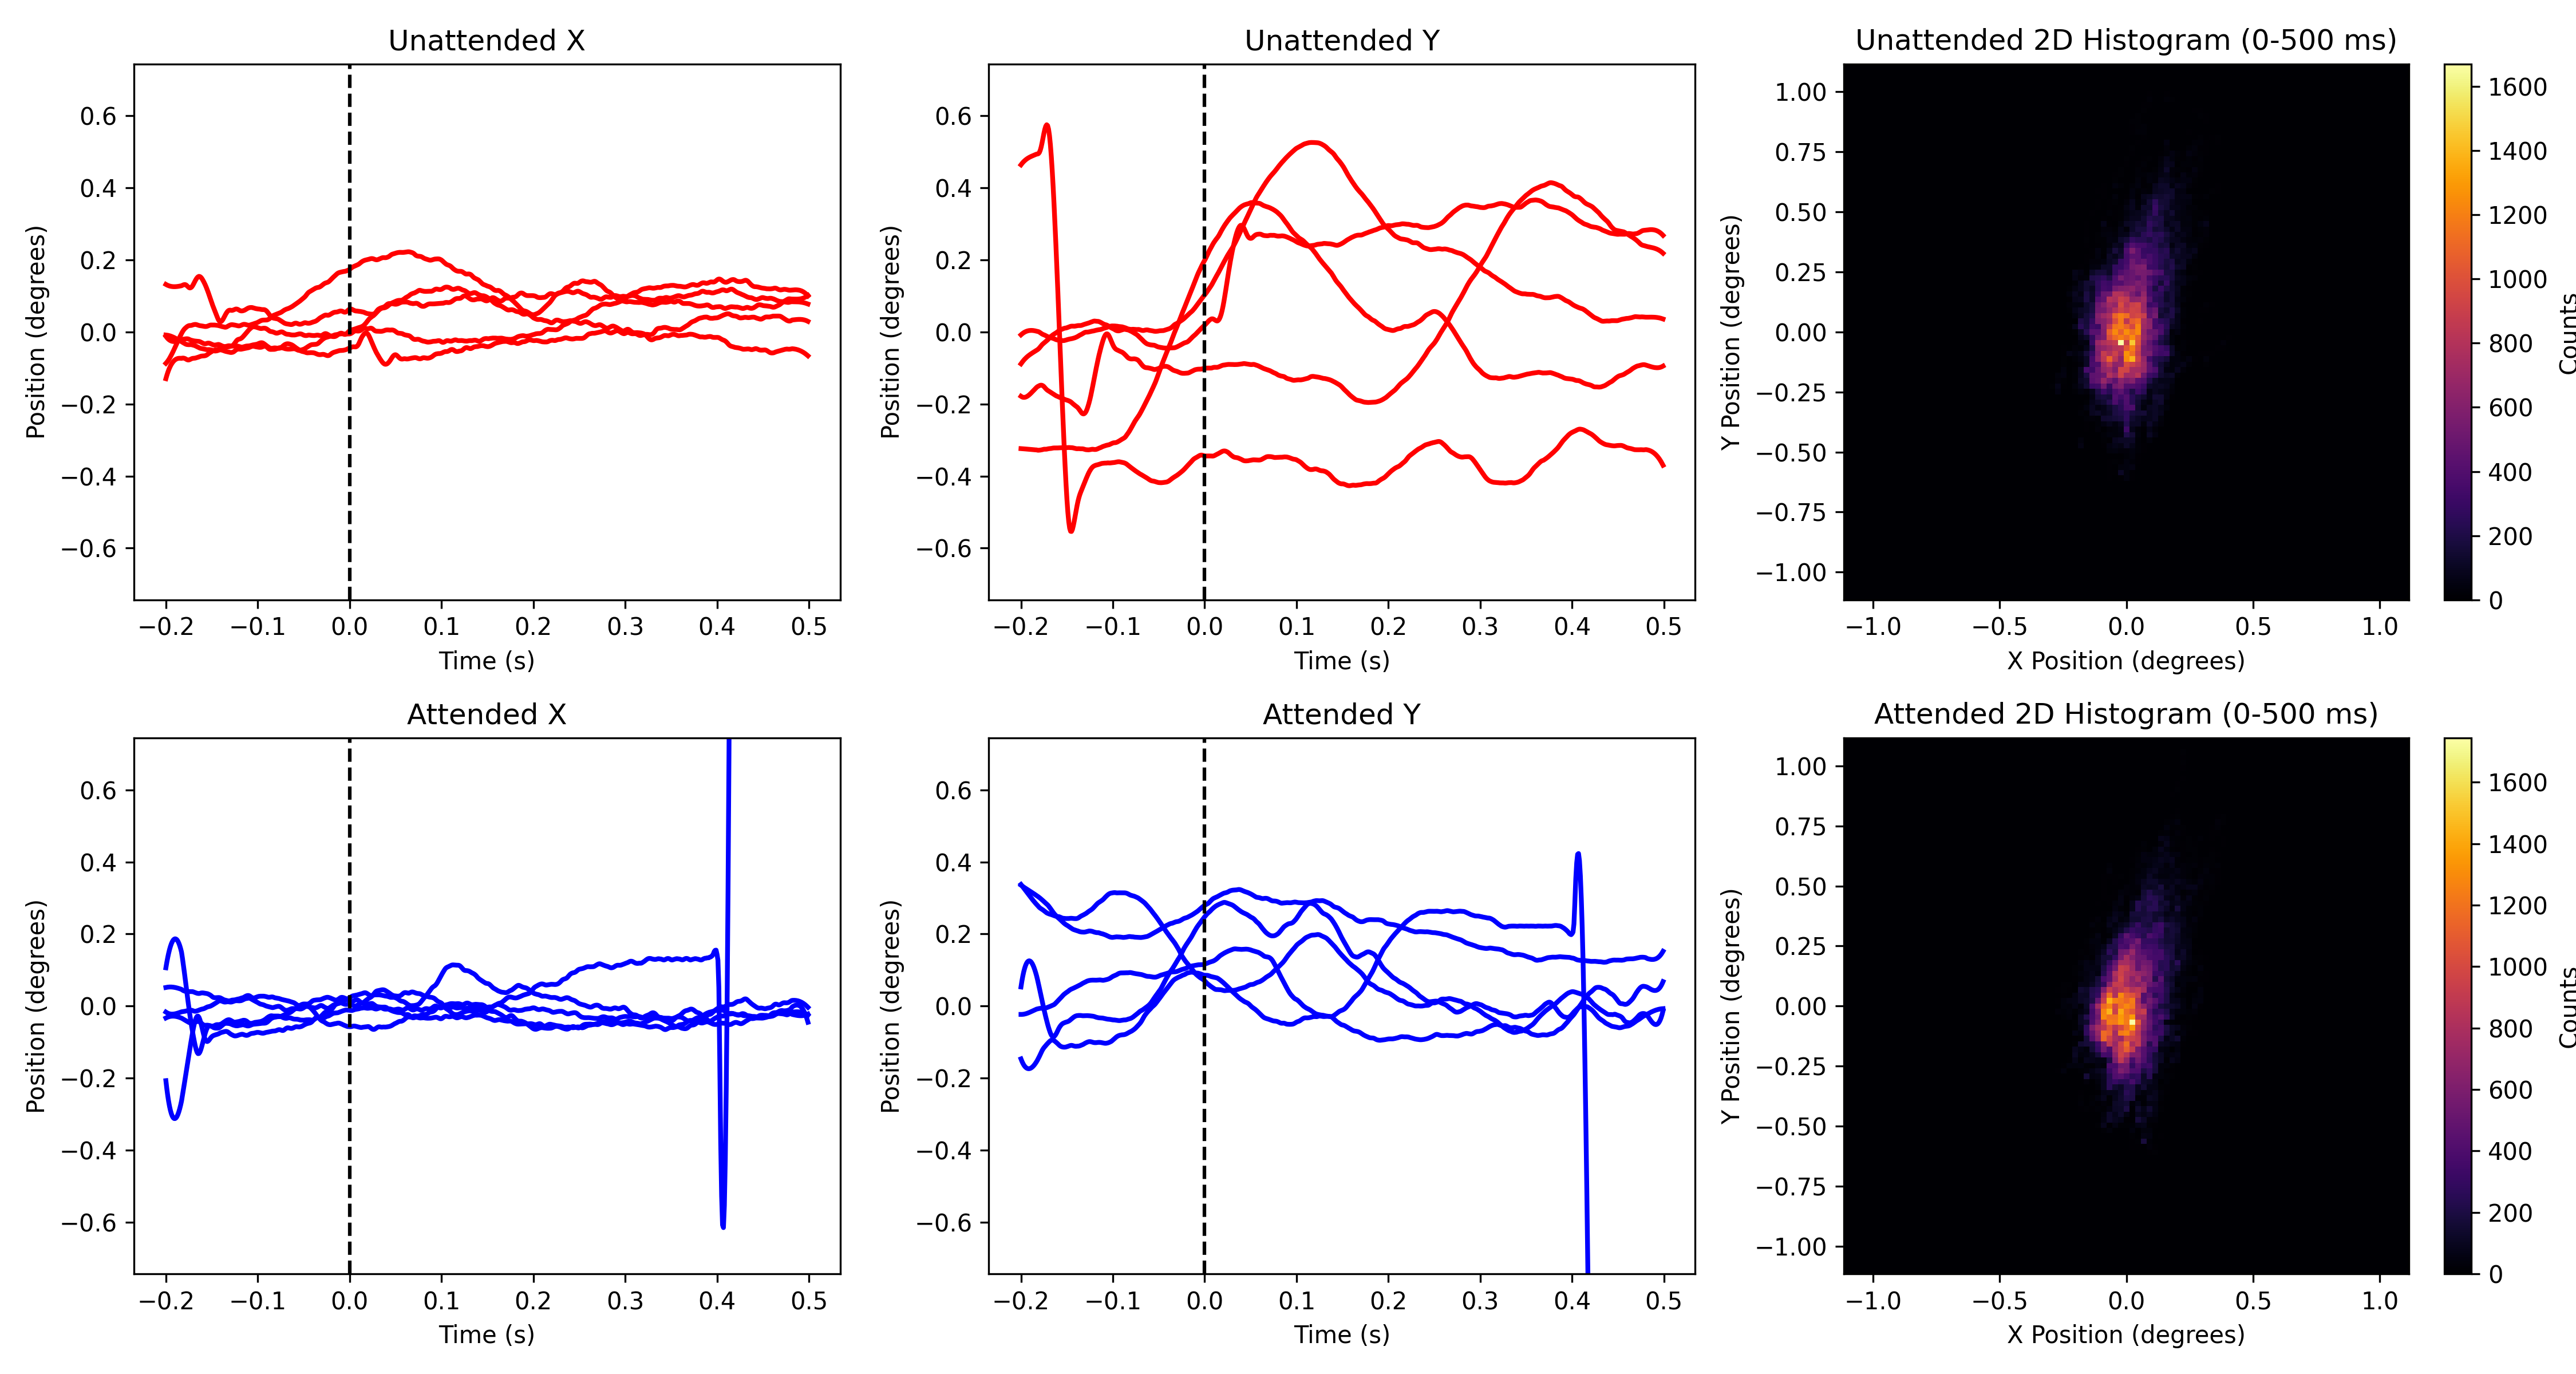 Unattended X
Position (degrees)
0.6
0.4
0.2
0.0
−0.2
−0.4
−0.6
−0.2 −0.1 0.0 0.1 0.2 0.3 0.4 0.5
Time (s)
Unattended Y
Position (degrees)
0.6
0.4
0.2
0.0
−0.2
−0.4
−0.6
−0.2 −0.1 0.0 0.1 0.2 0.3 0.4 0.5
Time (s)
Unattended 2D Histogram (0-500 ms)
Y Position (degrees)
1.00
0.75
0.50
0.25
0.00
−0.25
−0.50
−0.75
−1.00
−1.0 −0.5 0.0 0.5 1.0
X Position (degrees)
1600
1400
1200
1000
800
600
400
200
0
Counts
Attended X
Position (degrees)
0.6
0.4
0.2
0.0
−0.2
−0.4
−0.6
−0.2 −0.1 0.0 0.1 0.2 0.3 0.4 0.5
Time (s)
Attended Y
Position (degrees)
0.6
0.4
0.2
0.0
−0.2
−0.4
−0.6
−0.2 −0.1 0.0 0.1 0.2 0.3 0.4 0.5
Time (s)
Attended 2D Histogram (0-500 ms)
Y Position (degrees)
1.00
0.75
0.50
0.25
0.00
−0.25
−0.50
−0.75
−1.00
−1.0 −0.5 0.0 0.5 1.0
X Position (degrees)
1600
1400
1200
1000
800
600
400
200
0
Counts